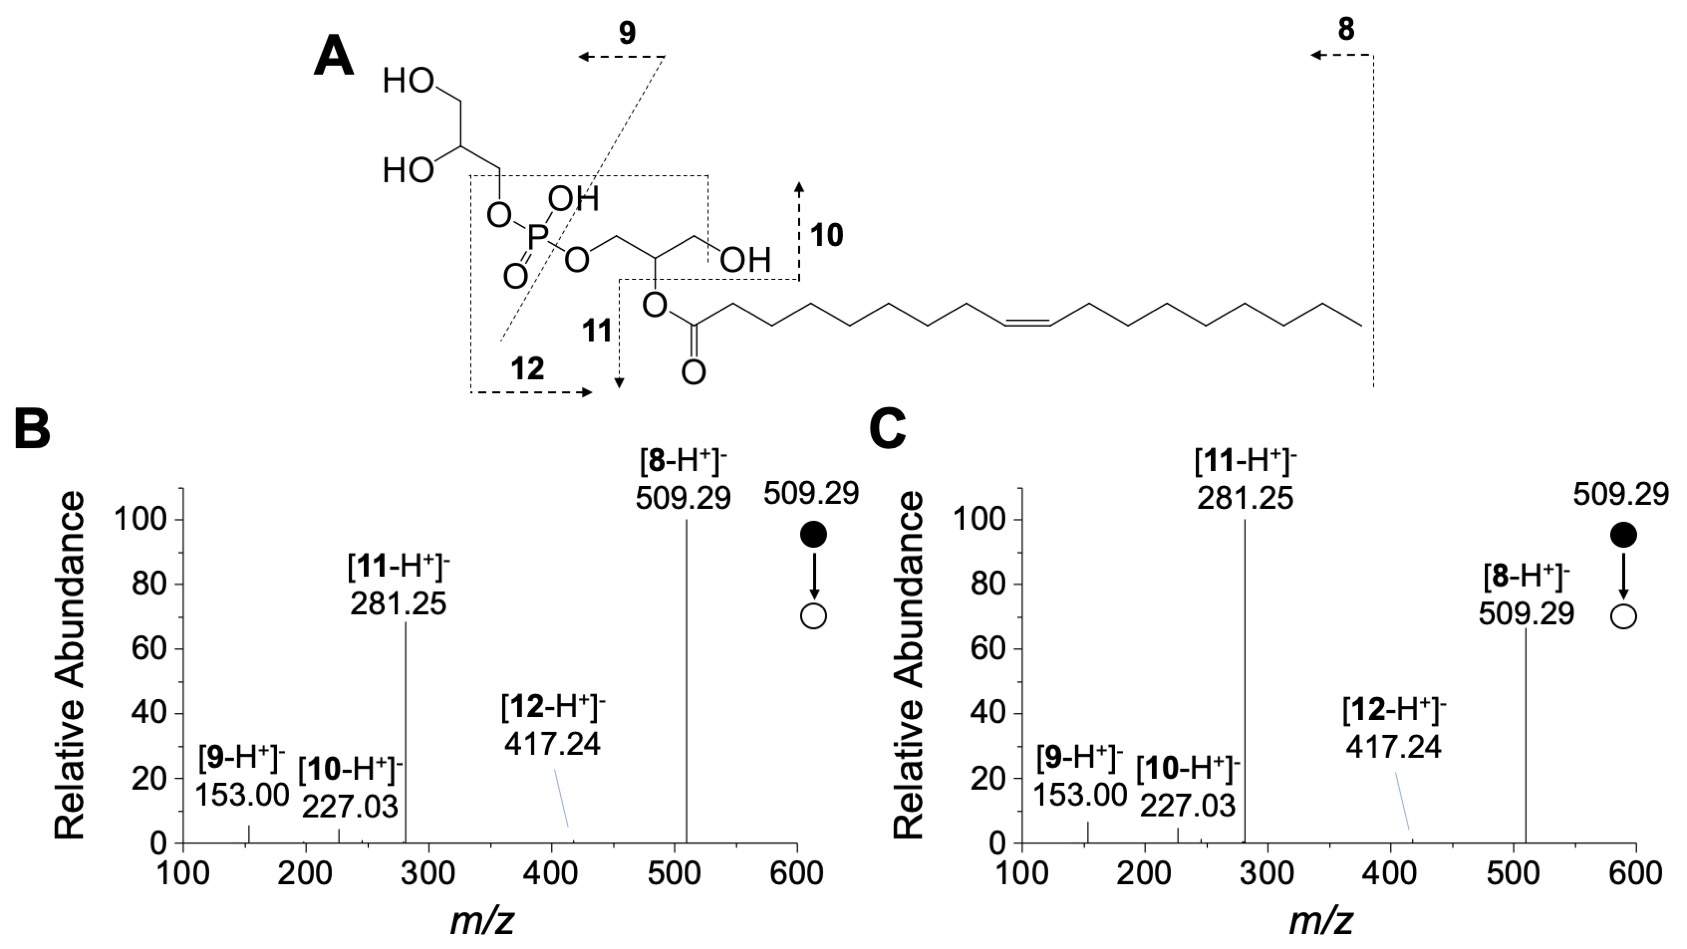 A
9
8
HO
HO
OH
O
P
O
O
OH
10
O
11
O
12
B
[8-H⁺]⁻
509.29
509.29
[11-H⁺]⁻
281.25
[12-H⁺]⁻
417.24
[9-H⁺]⁻
153.00
[10-H⁺]⁻
227.03
Relative Abundance
100
80
60
40
20
0
100 200 300 400 500 600
m/z
C
[11-H⁺]⁻
281.25
509.29
[8-H⁺]⁻
509.29
[12-H⁺]⁻
417.24
[9-H⁺]⁻
153.00
[10-H⁺]⁻
227.03
Relative Abundance
100
80
60
40
20
0
100 200 300 400 500 600
m/z